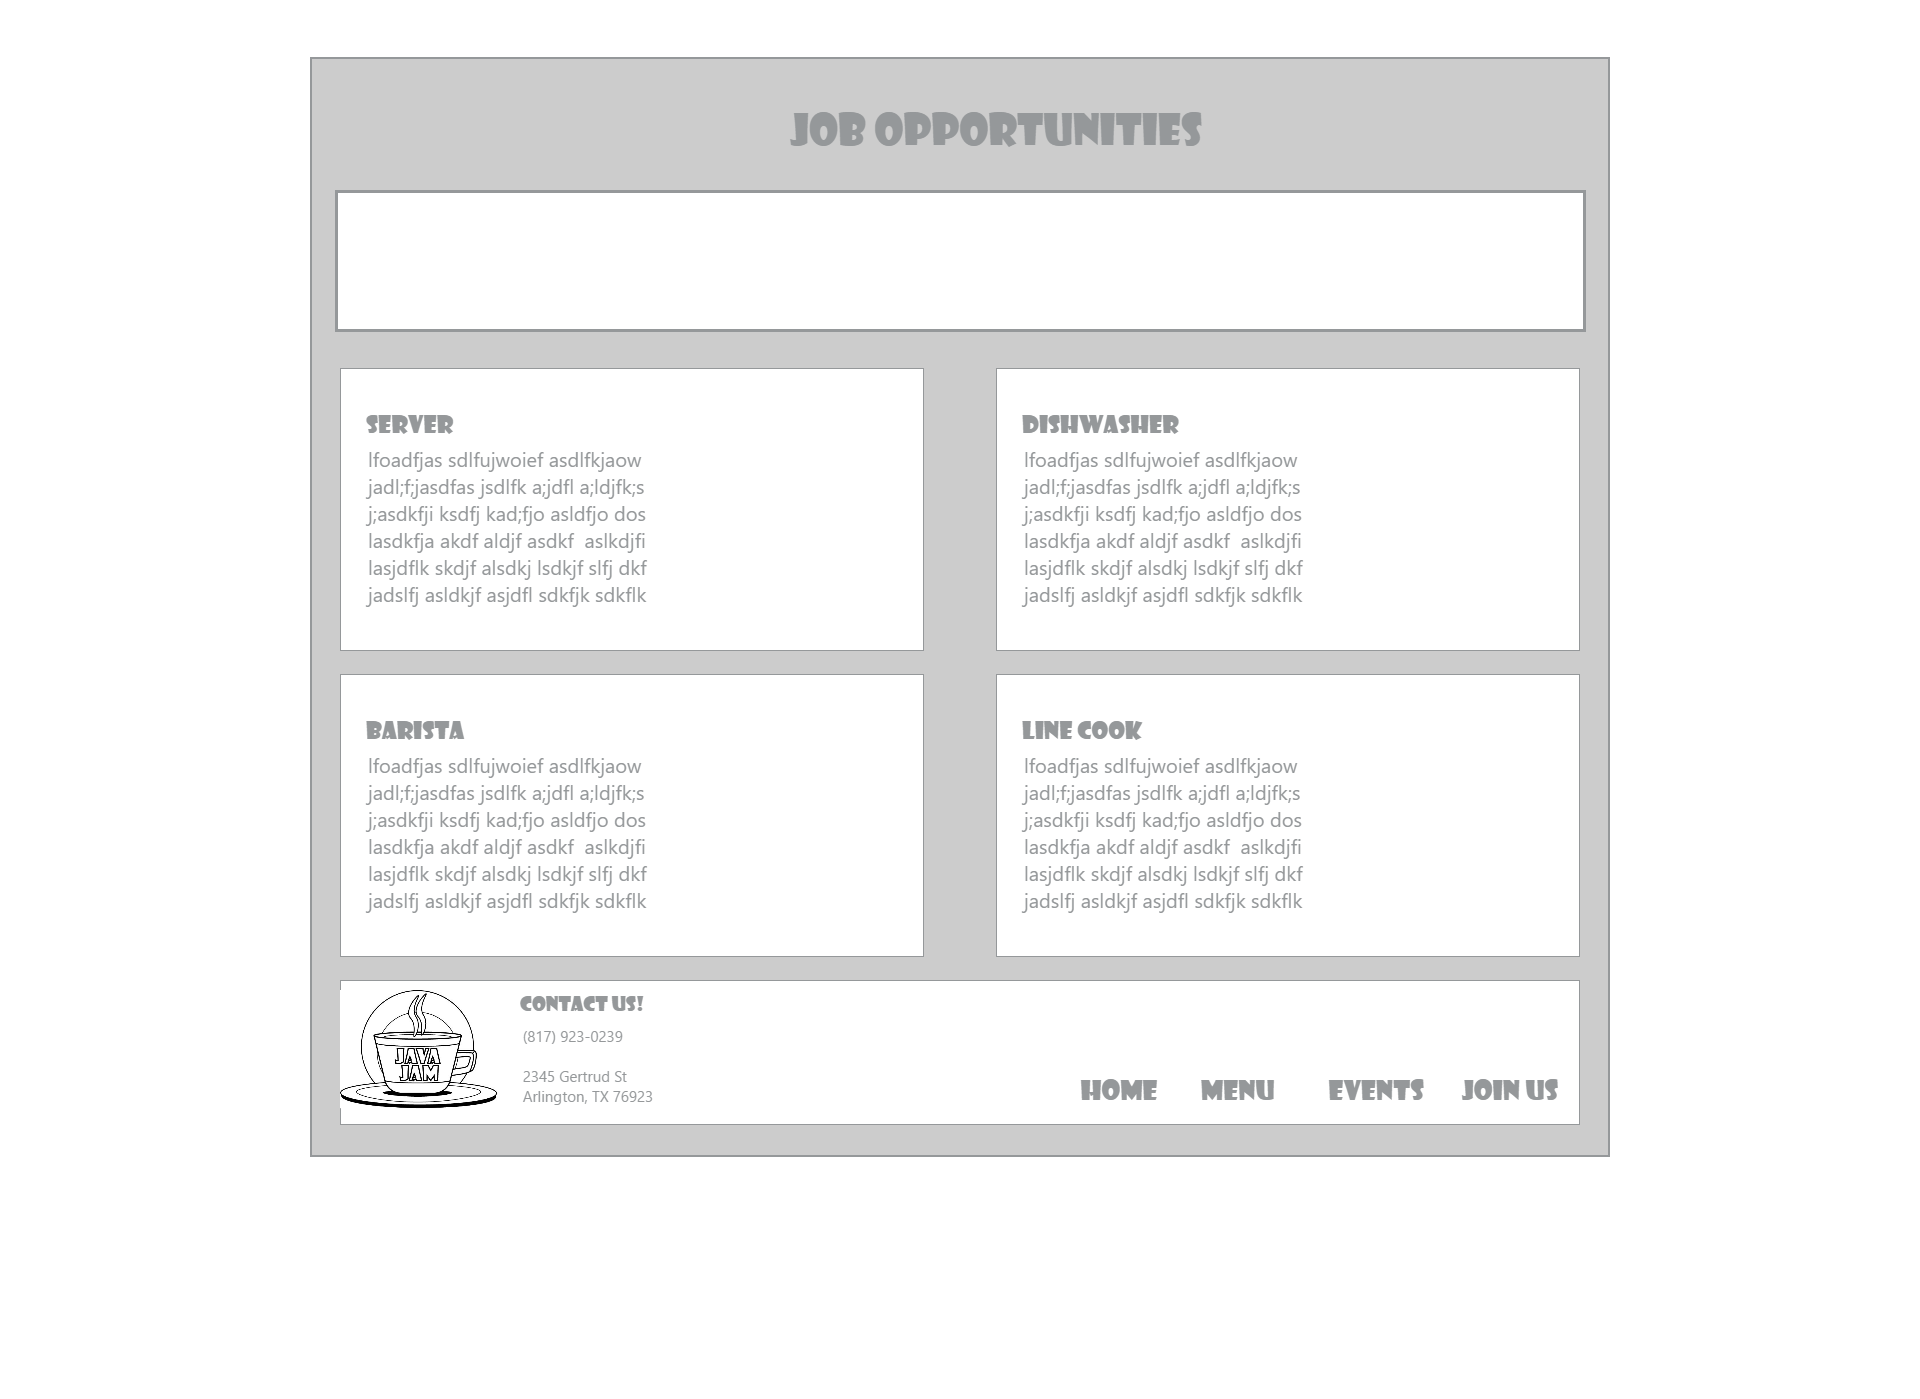 JOB OPPORTUNITIES
SERVER
lfoadfjas sdlfujwoief asdlfkjaow
jadl;f;jasdfas jsdlfk a;jdfl a;ldjfk;s
j;asdkfji ksdfj kad;fjo asldfjo dos
lasdkfja akdf aldjf asdkf  aslkdjfi
lasjdflk skdjf alsdkj lsdkjf slfj dkf
jadslfj asldkjf asjdfl sdkfjk sdkflk
DISHWASHER
lfoadfjas sdlfujwoief asdlfkjaow
jadl;f;jasdfas jsdlfk a;jdfl a;ldjfk;s
j;asdkfji ksdfj kad;fjo asldfjo dos
lasdkfja akdf aldjf asdkf  aslkdjfi
lasjdflk skdjf alsdkj lsdkjf slfj dkf
jadslfj asldkjf asjdfl sdkfjk sdkflk
BARISTA
lfoadfjas sdlfujwoief asdlfkjaow
jadl;f;jasdfas jsdlfk a;jdfl a;ldjfk;s
j;asdkfji ksdfj kad;fjo asldfjo dos
lasdkfja akdf aldjf asdkf  aslkdjfi
lasjdflk skdjf alsdkj lsdkjf slfj dkf
jadslfj asldkjf asjdfl sdkfjk sdkflk
LINE COOK
lfoadfjas sdlfujwoief asdlfkjaow
jadl;f;jasdfas jsdlfk a;jdfl a;ldjfk;s
j;asdkfji ksdfj kad;fjo asldfjo dos
lasdkfja akdf aldjf asdkf  aslkdjfi
lasjdflk skdjf alsdkj lsdkjf slfj dkf
jadslfj asldkjf asjdfl sdkfjk sdkflk
JAVA
JAM
CONTACT US!
(817) 923-0239
2345 Gertrud St
Arlington, TX 76923
HOME MENU EVENTS JOIN US